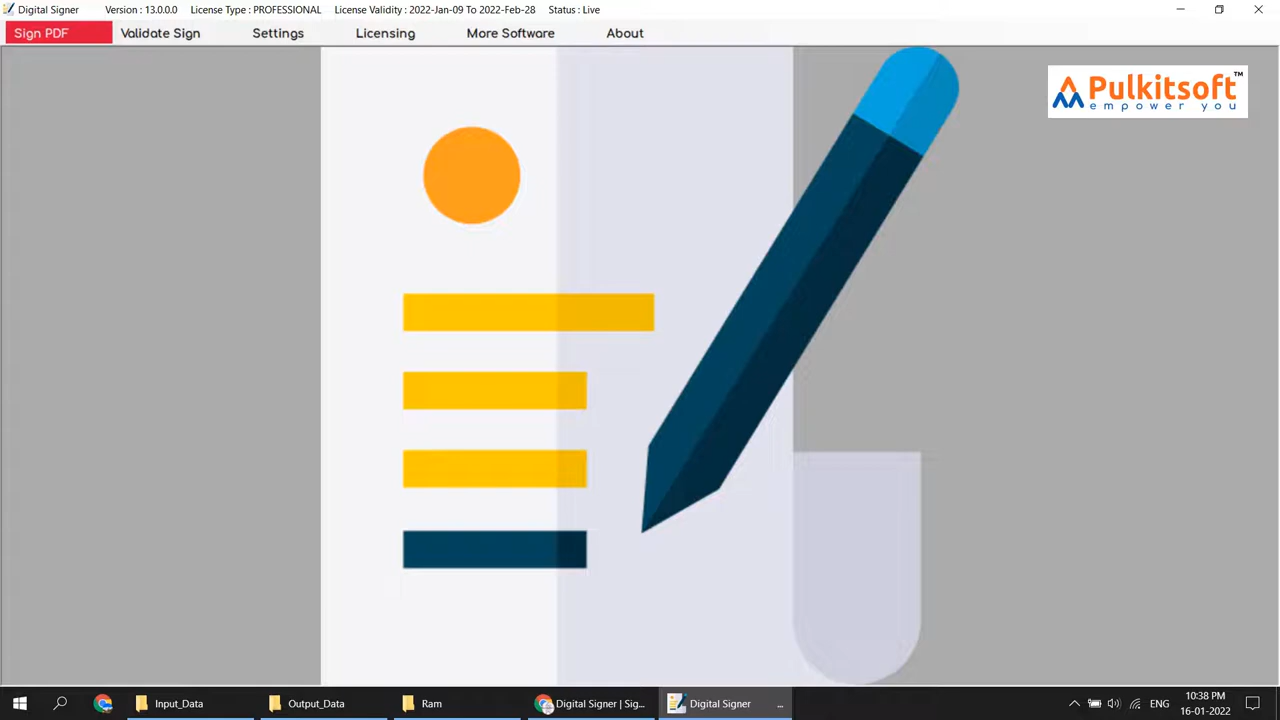 Digital Signer Version : 13.0.0.0 License Type : PROFESSIONAL License Validity : 2022-Jan-09 To 2022-Feb-28 Status : Live
Sign PDF Validate Sign Settings Licensing More Software About
Pulkitsoft™
empower you
Input_Data Output_Data Ram Digital Signer | Sig... Digital Signer ... ENG 10:38 PM
16-01-2022